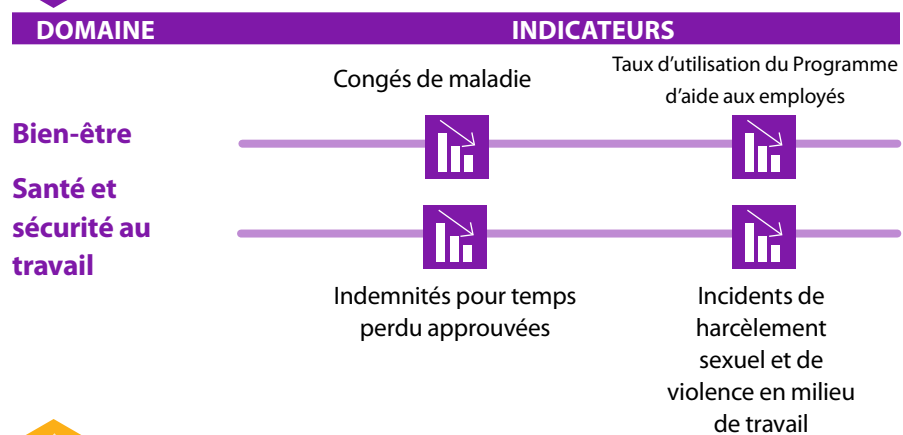 DOMAINE INDICATEURS
Congés de maladie
Taux d'utilisation du Programme
d'aide aux employés
Bien-être
Santé et
sécurité au
travail
Indemnités pour temps
perdu approuvées
Incidents de
harcèlement
sexuel et de
violence en milieu
de travail